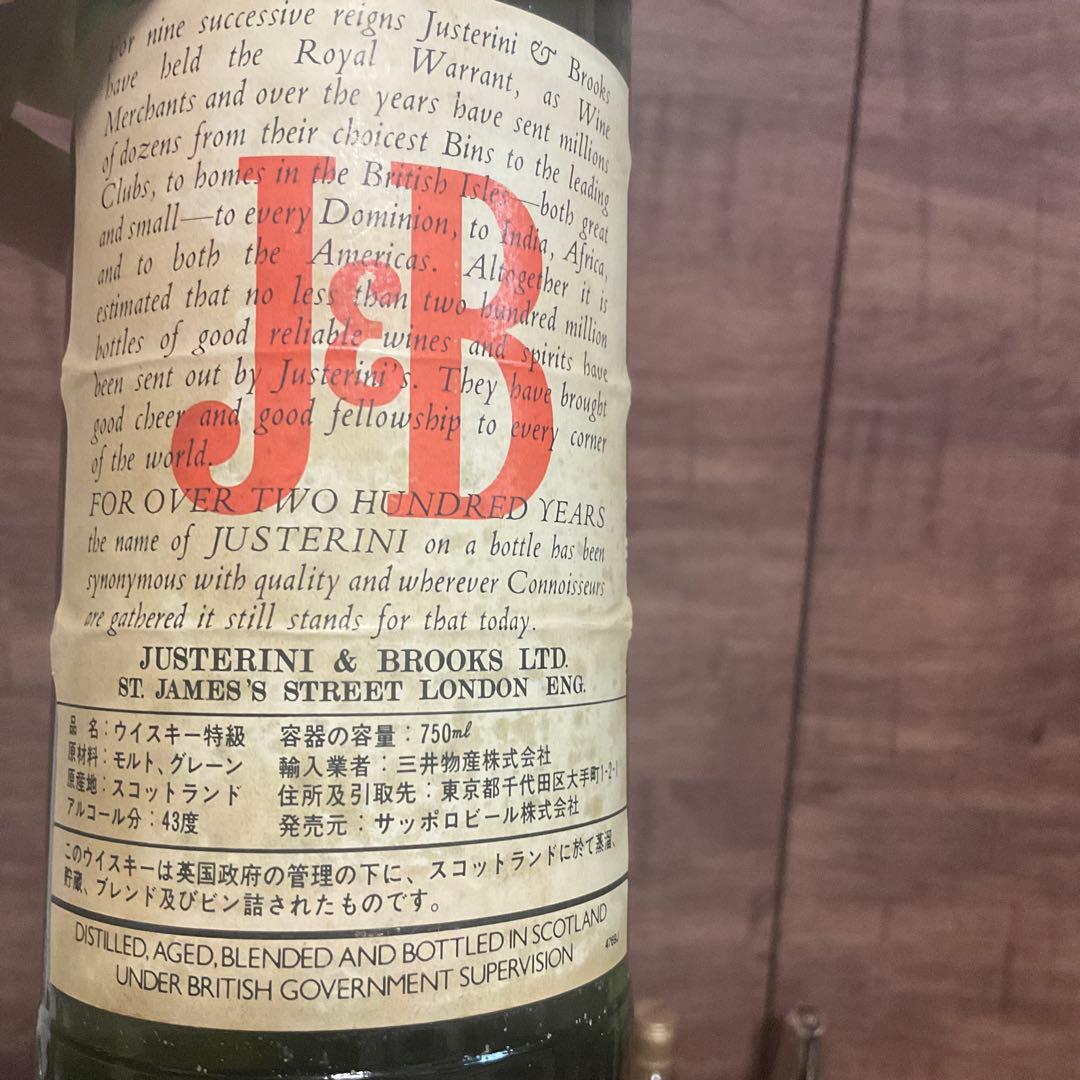 For nine successive reigns Justerini & Brooks
have held the Royal Warrant, as Wine
Merchants and over the years have sent millions
of dozens from their choicest Bins to the leading
Clubs, to homes in the British Isles—both great
and small—to every Dominion, to India, Africa,
and to both the Americas. Altogether it is
estimated that no less than two hundred million
bottles of good reliable wines and spirits have
been sent out by Justerini's. They have brought
good cheer and good fellowship to every corner
of the world.
J&B
FOR OVER TWO HUNDRED YEARS
the name of JUSTERINI on a bottle has been
synonymous with quality and wherever Connoisseurs
are gathered it still stands for that today.
JUSTERINI & BROOKS LTD.
ST. JAMES'S STREET LONDON ENG.
品名：ウイスキー特級 容器の容量：750ml
原材料：モルト、グレーン 輸入業者：三井物産株式会社
原産地：スコットランド 住所及引取先：東京都千代田区大手町1-2-1
アルコール分：43度 発売元：サッポロビール株式会社
このウイスキーは英国政府の管理の下に、スコットランドに於て蒸溜、
貯蔵、ブレンド及びビン詰されたものです。
DISTILLED, AGED, BLENDED AND BOTTLED IN SCOTLAND
UNDER BRITISH GOVERNMENT SUPERVISION